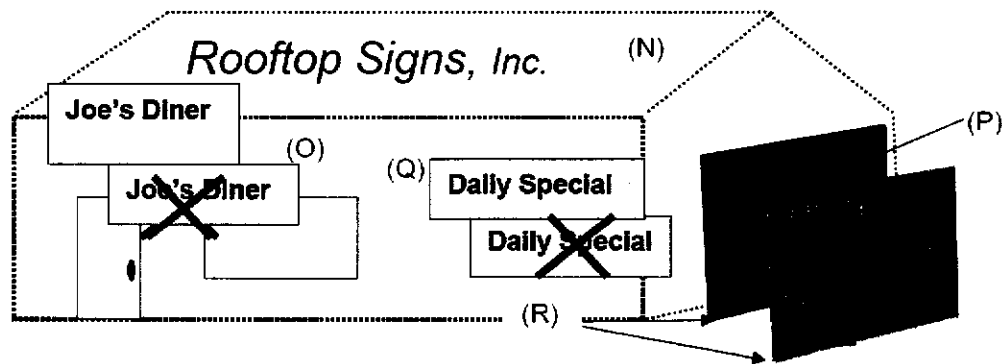 (N)
Rooftop Signs, Inc.
Joe's Diner
(P)
(O)
(Q)
Joe's Diner
Daily Special
Daily Special
(R)